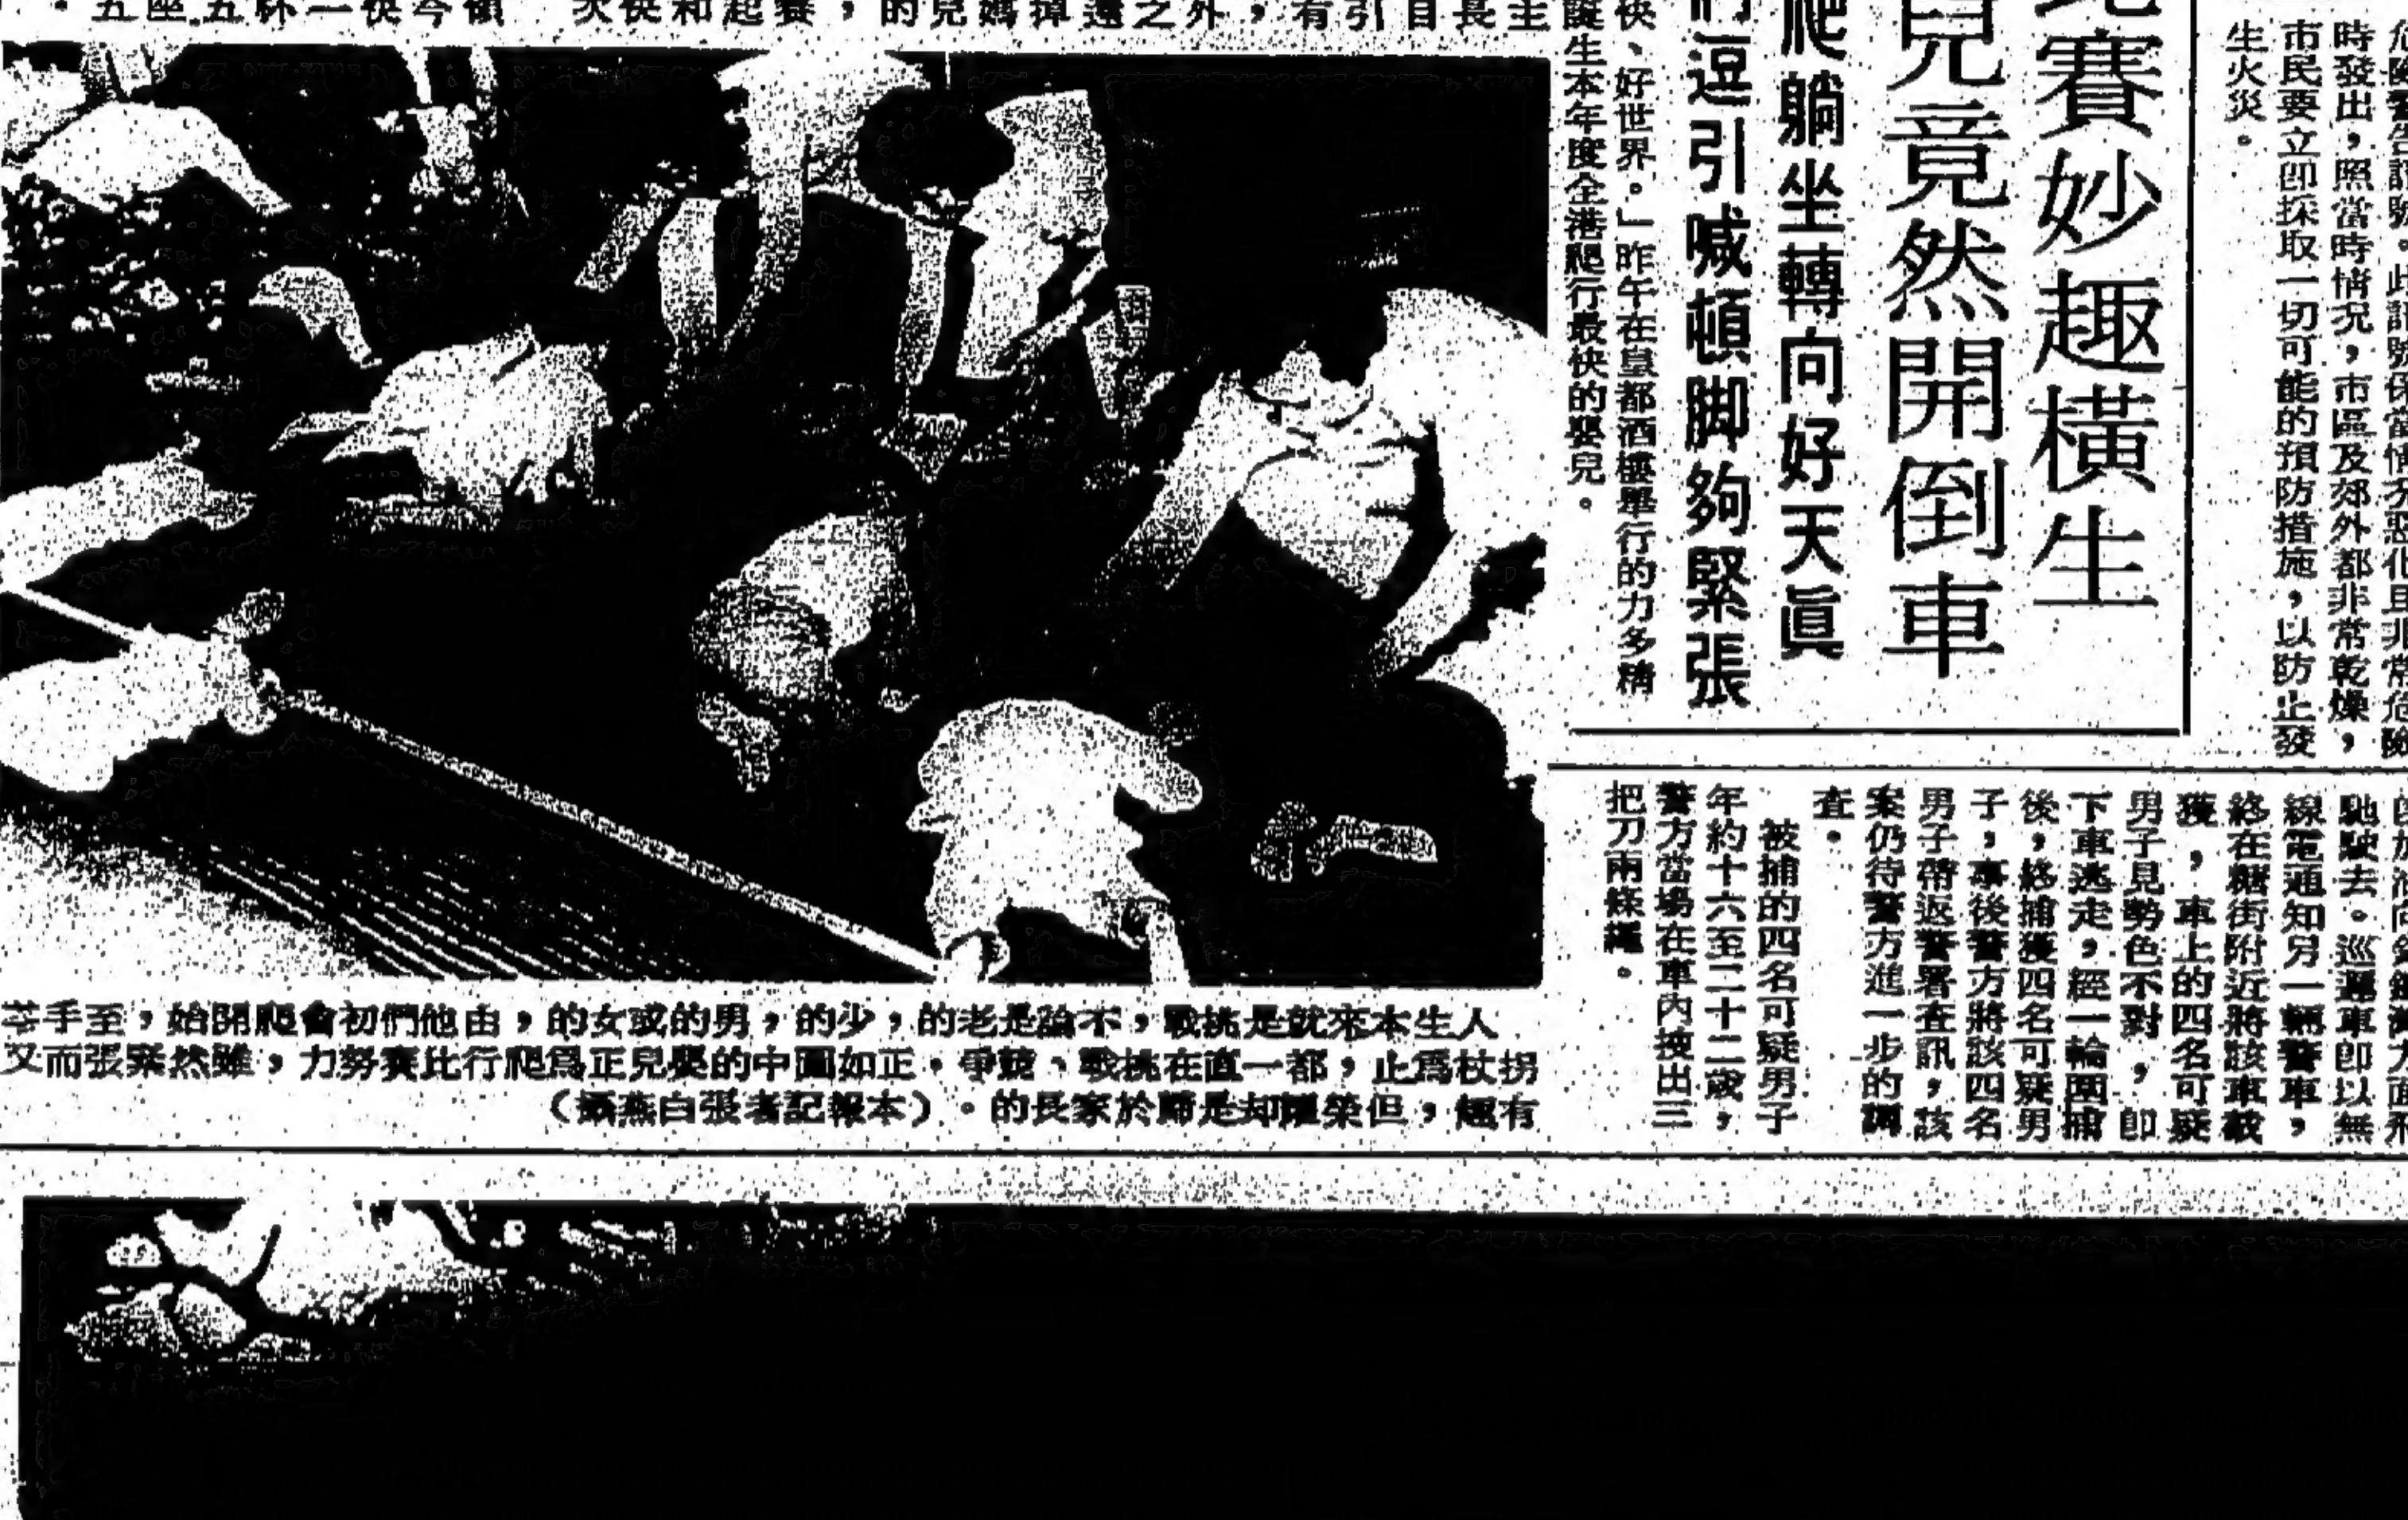 時發出，照當時情況，市區及郊外都非常乾燥，
市民要立卽採取一切可能的預防措施，以防止發
生火災。
賽妙趣橫生
兒竟然開倒車
爬躺坐轉向好天眞
逗引喊頓脚夠緊張
快、好世界。」昨午在皇都酒樓舉行的力多精
生本年度全港爬行最快的嬰兒。
馳駛去。巡邏車卽以無
線電通知另一輛警車，
終在糖街附近將該車截
獲，車上的四名可疑
男子見勢色不對，卽
下車逃走，經一輪圍捕
後，終捕獲四名可疑男
子，事後警方將該四名
男子帶返警署查訊，該
案仍待警方進一步的調
查。
被捕的四名可疑男子
年約十六至二十二歲，
警方當場在車內搜出三
把刀兩條繩。
人生本來就是挑戰，不論是老的，少的，男的或女的，由他們初會爬開始，至手
拐杖爲止，都一直在挑戰、競爭。正如圖中的嬰兒正爲爬行比賽努力，雖然緊張而又
有趣，但榮耀却是歸於家長的。（本報記者張白燕攝）